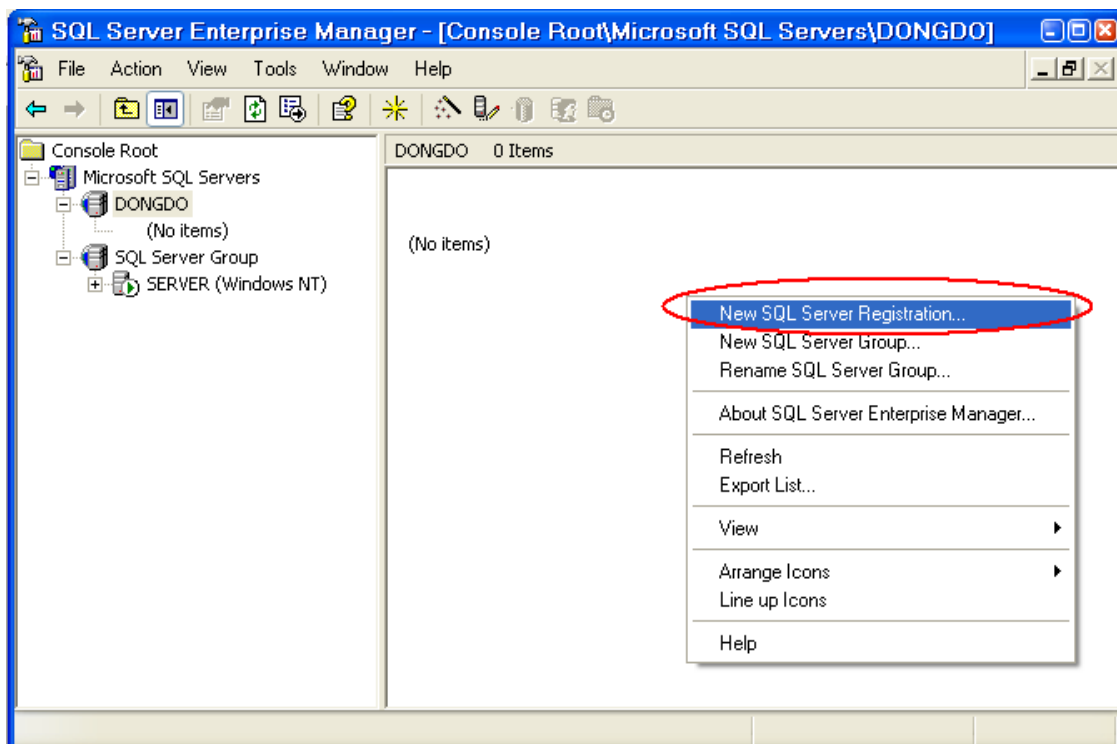 SQL Server Enterprise Manager - [Console Root\Microsoft SQL Servers\DONGDO]
File Action View Tools Window Help
Console Root
Microsoft SQL Servers
DONGDO
(No items)
SQL Server Group
SERVER (Windows NT)
DONGDO 0 Items
(No items)
New SQL Server Registration...
New SQL Server Group...
Rename SQL Server Group...
About SQL Server Enterprise Manager...
Refresh
Export List...
View
Arrange Icons
Line up Icons
Help